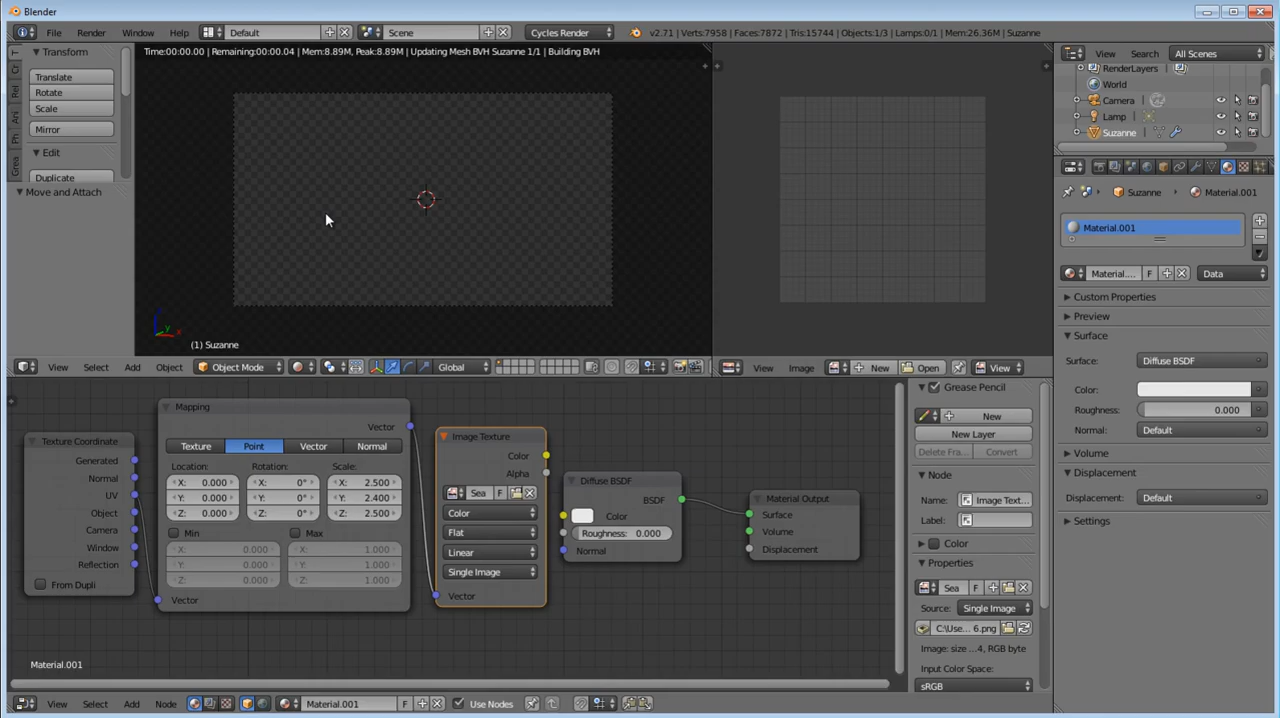 Blender
File
Render
Window
Help
Default
Scene
Cycles Render
v2.71 | Verts:7958 | Faces:7872 | Tris:15744 | Objects:1/3 | Lamps:0/1 | Mem:26.36M | Suzanne
Transform
Translate
Rotate
Scale
Mirror
Edit
Duplicate
Move and Attach
T
Cr
Rel
Ani
Ph
Grea
Time:00:00.00 | Remaining:00:00.04 | Mem:8.89M, Peak:8.89M | Updating Mesh BVH Suzanne 1/1 | Building BVH
(1) Suzanne
View
Select
Add
Object
Object Mode
Global
View
Image
New
Open
View
View
Search
All Scenes
RenderLayers
World
Camera
Lamp
Suzanne
Suzanne
Material.001
Material.001
Material....
F
Data
Custom Properties
Preview
Surface
Surface:
Diffuse BSDF
Color:
Roughness:
0.000
Normal:
Default
Volume
Displacement
Displacement:
Default
Settings
Texture Coordinate
Generated
Normal
UV
Object
Camera
Window
Reflection
From Dupli
Mapping
Vector
Texture
Point
Vector
Normal
Location:
Rotation:
Scale:
X: 0.000
X: 0°
X: 2.500
Y: 0.000
Y: 0°
Y: 2.400
Z: 0.000
Z: 0°
Z: 2.500
Min
Max
X: 0.000
X: 1.000
Y: 0.000
Y: 1.000
Z: 0.000
Z: 1.000
Vector
Image Texture
Color
Alpha
Sea
F
Color
Flat
Linear
Single Image
Vector
Diffuse BSDF
BSDF
Color
Roughness: 0.000
Normal
Material Output
Surface
Volume
Displacement
Grease Pencil
New
New Layer
Delete Fra...
Convert
Node
Name:
Image Text...
Label:
Color
Properties
Sea
F
Source:
Single Image
C:\Use... 6.png
Image: size ...4, RGB byte
Input Color Space:
sRGB
Material.001
View
Select
Add
Node
Material.001
F
Use Nodes